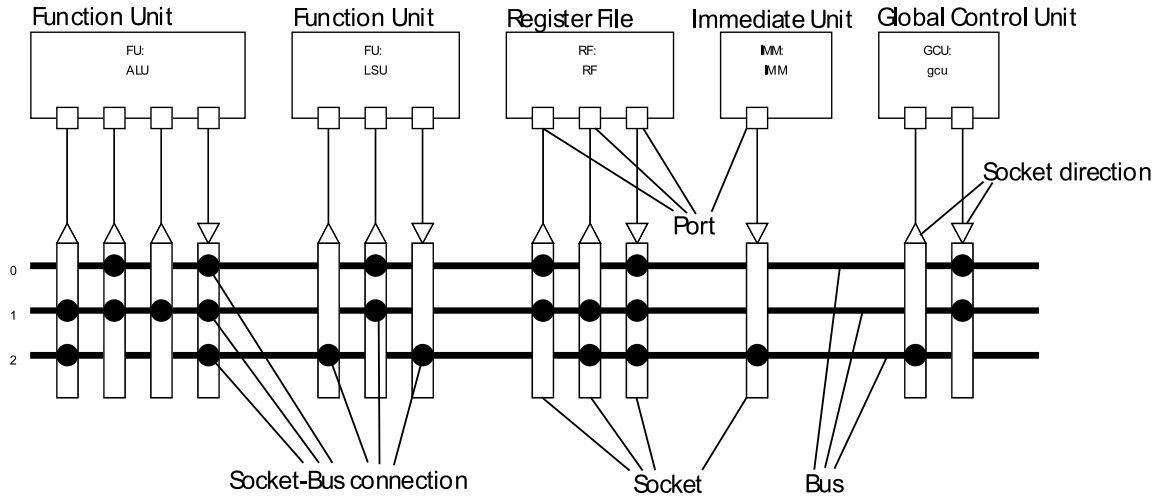 Function Unit
Function Unit
Register File
Immediate Unit
Global Control Unit
FU:
ALU
FU:
LSU
RF:
RF
IMM:
IMM
GCU:
gcu
Socket direction
Port
0
1
2
Socket-Bus connection
Socket
Bus